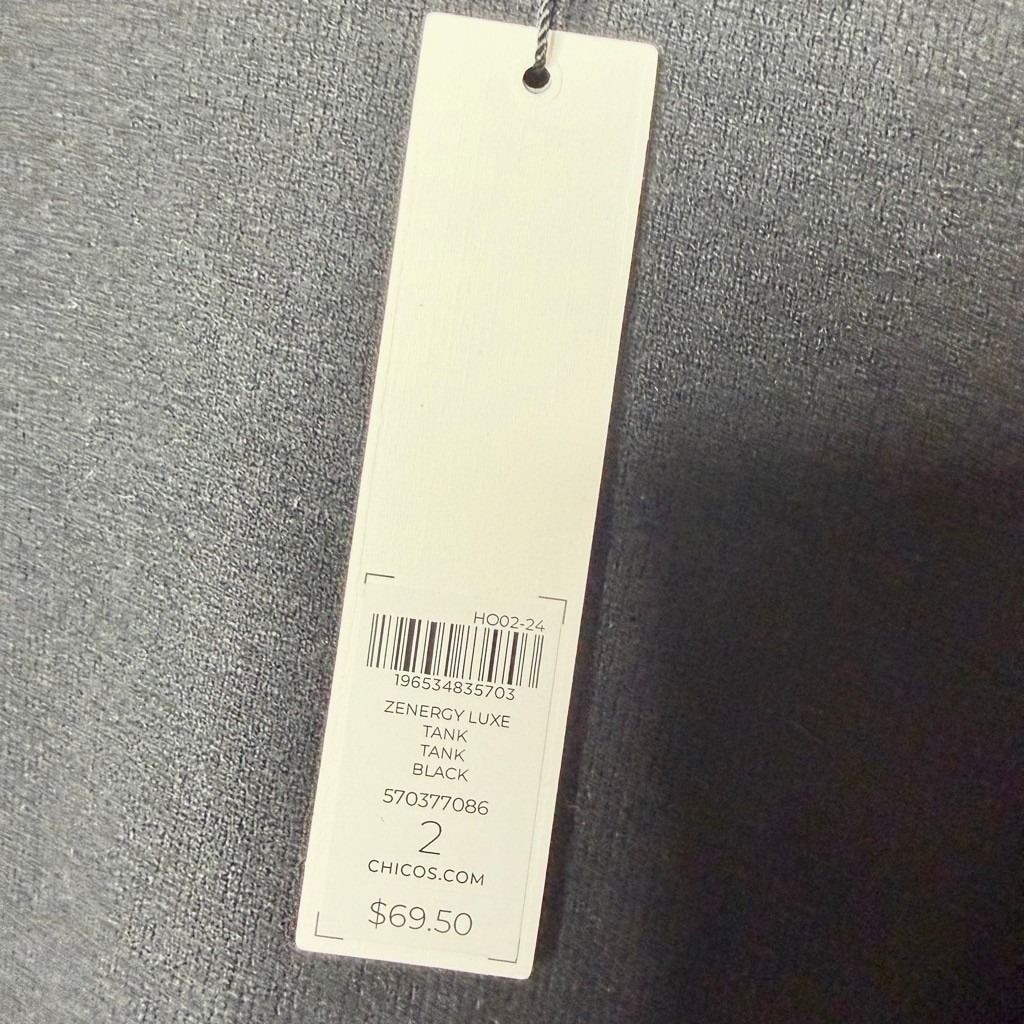 HO02-24
196534835703
ZENERGY LUXE
TANK
TANK
BLACK
570377086
2
CHICOS.COM
$69.50